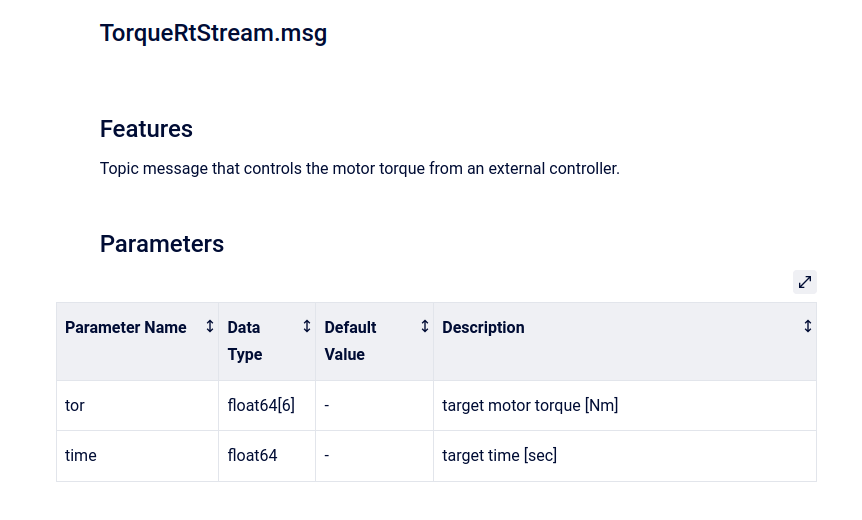 TorqueRtStream.msg
Features
Topic message that controls the motor torque from an external controller.
Parameters
Parameter Name Data Type Default Value Description
tor float64[6] - target motor torque [Nm]
time float64 - target time [sec]